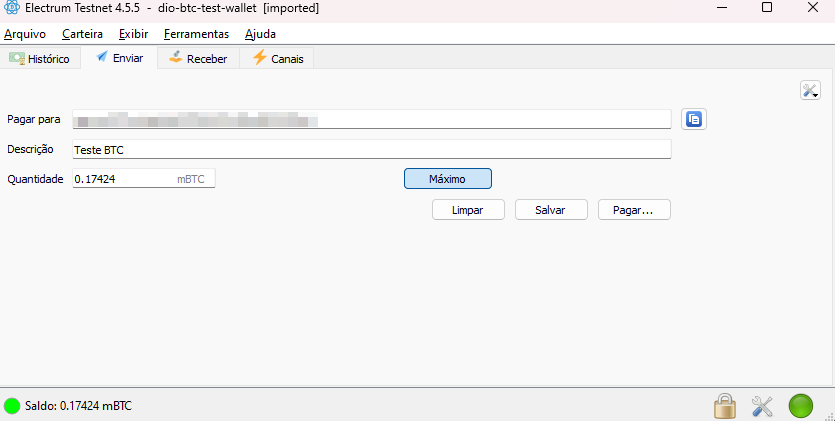 Electrum Testnet 4.5.5 - dio-btc-test-wallet [imported]
Arquivo Carteira Exibir Ferramentas Ajuda
Histórico Enviar Receber Canais
Pagar para
Descrição Teste BTC
Quantidade 0.17424 mBTC Máximo
Limpar Salvar Pagar...
Saldo: 0.17424 mBTC